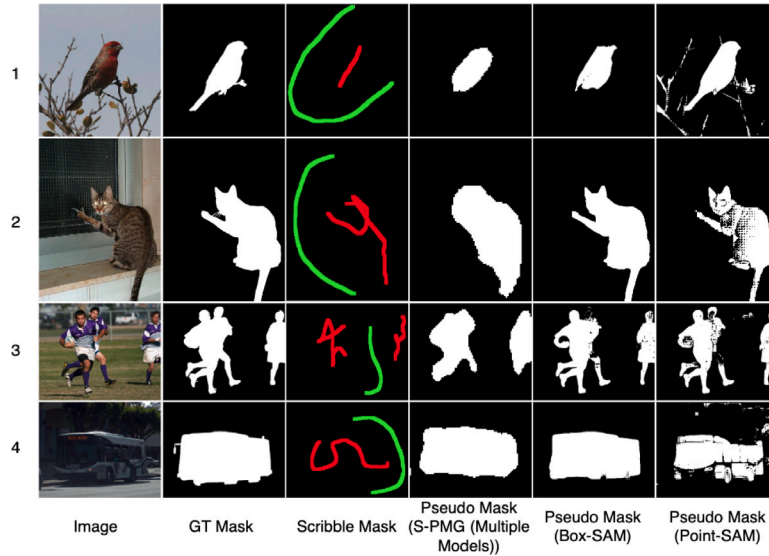 1
2
3
4
Image
GT Mask
Scribble Mask
Pseudo Mask
(S-PMG (Multiple
Models))
Pseudo Mask
(Box-SAM)
Pseudo Mask
(Point-SAM)